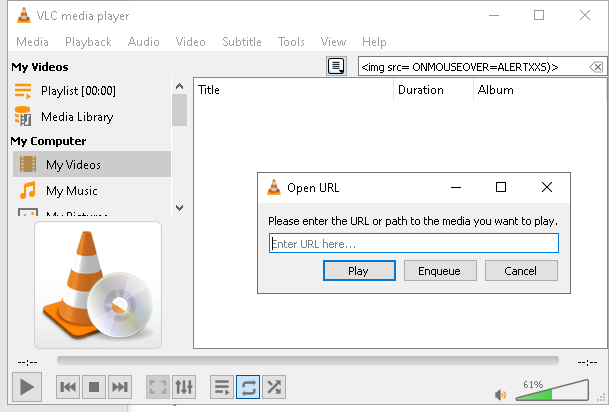 VLC media player
Media Playback Audio Video Subtitle Tools View Help
My Videos
<img src= ONMOUSEOVER=ALERTXXS)>
Playlist [00:00]
Title Duration Album
Media Library
My Computer
My Videos
My Music
My Pictures
Open URL
Please enter the URL or path to the media you want to play.
Enter URL here...
Play Enqueue Cancel
--:-- --:--
61%